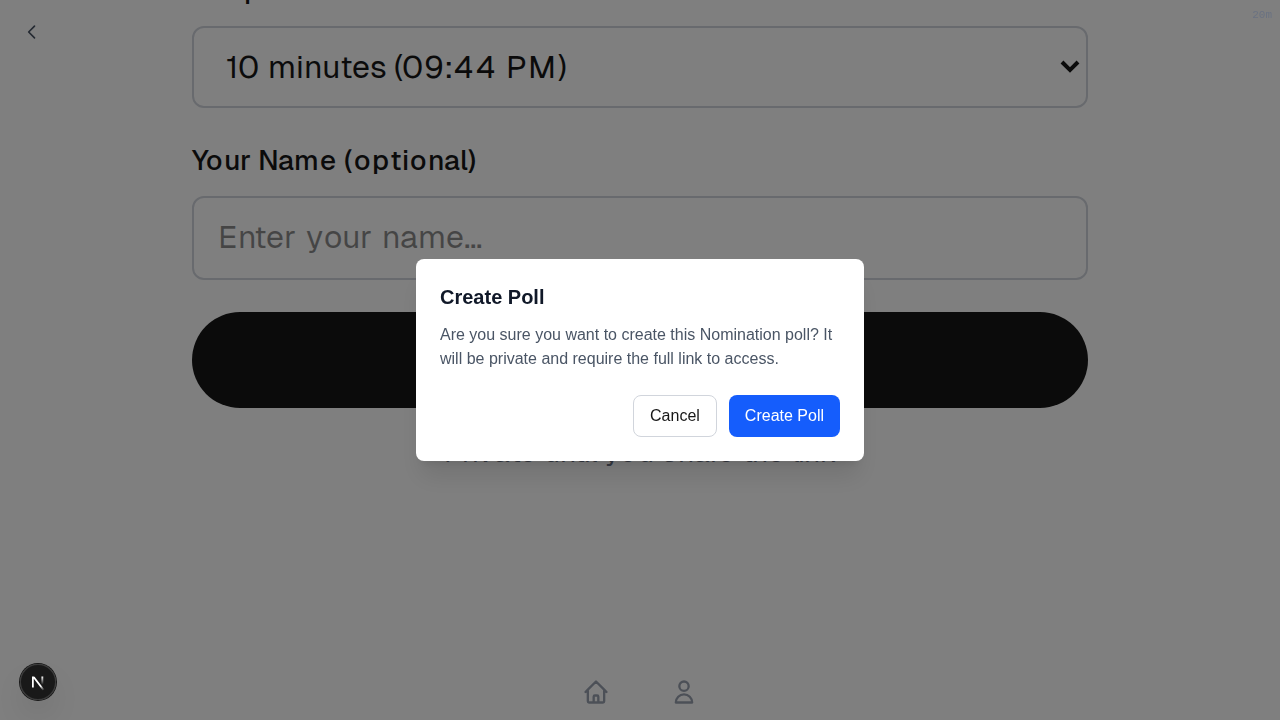 20m
10 minutes (09:44 PM)
Your Name (optional)
Enter your name...
Create Poll
Are you sure you want to create this Nomination poll? It
will be private and require the full link to access.
Cancel
Create Poll
N